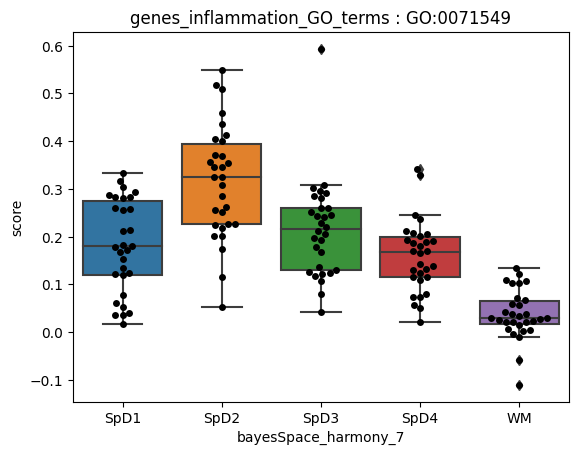 genes_inflammation_GO_terms : GO:0071549
0.6
0.5
0.4
0.3
0.2
0.1
0.0
−0.1
score
SpD1 SpD2 SpD3 SpD4 WM
bayesSpace_harmony_7